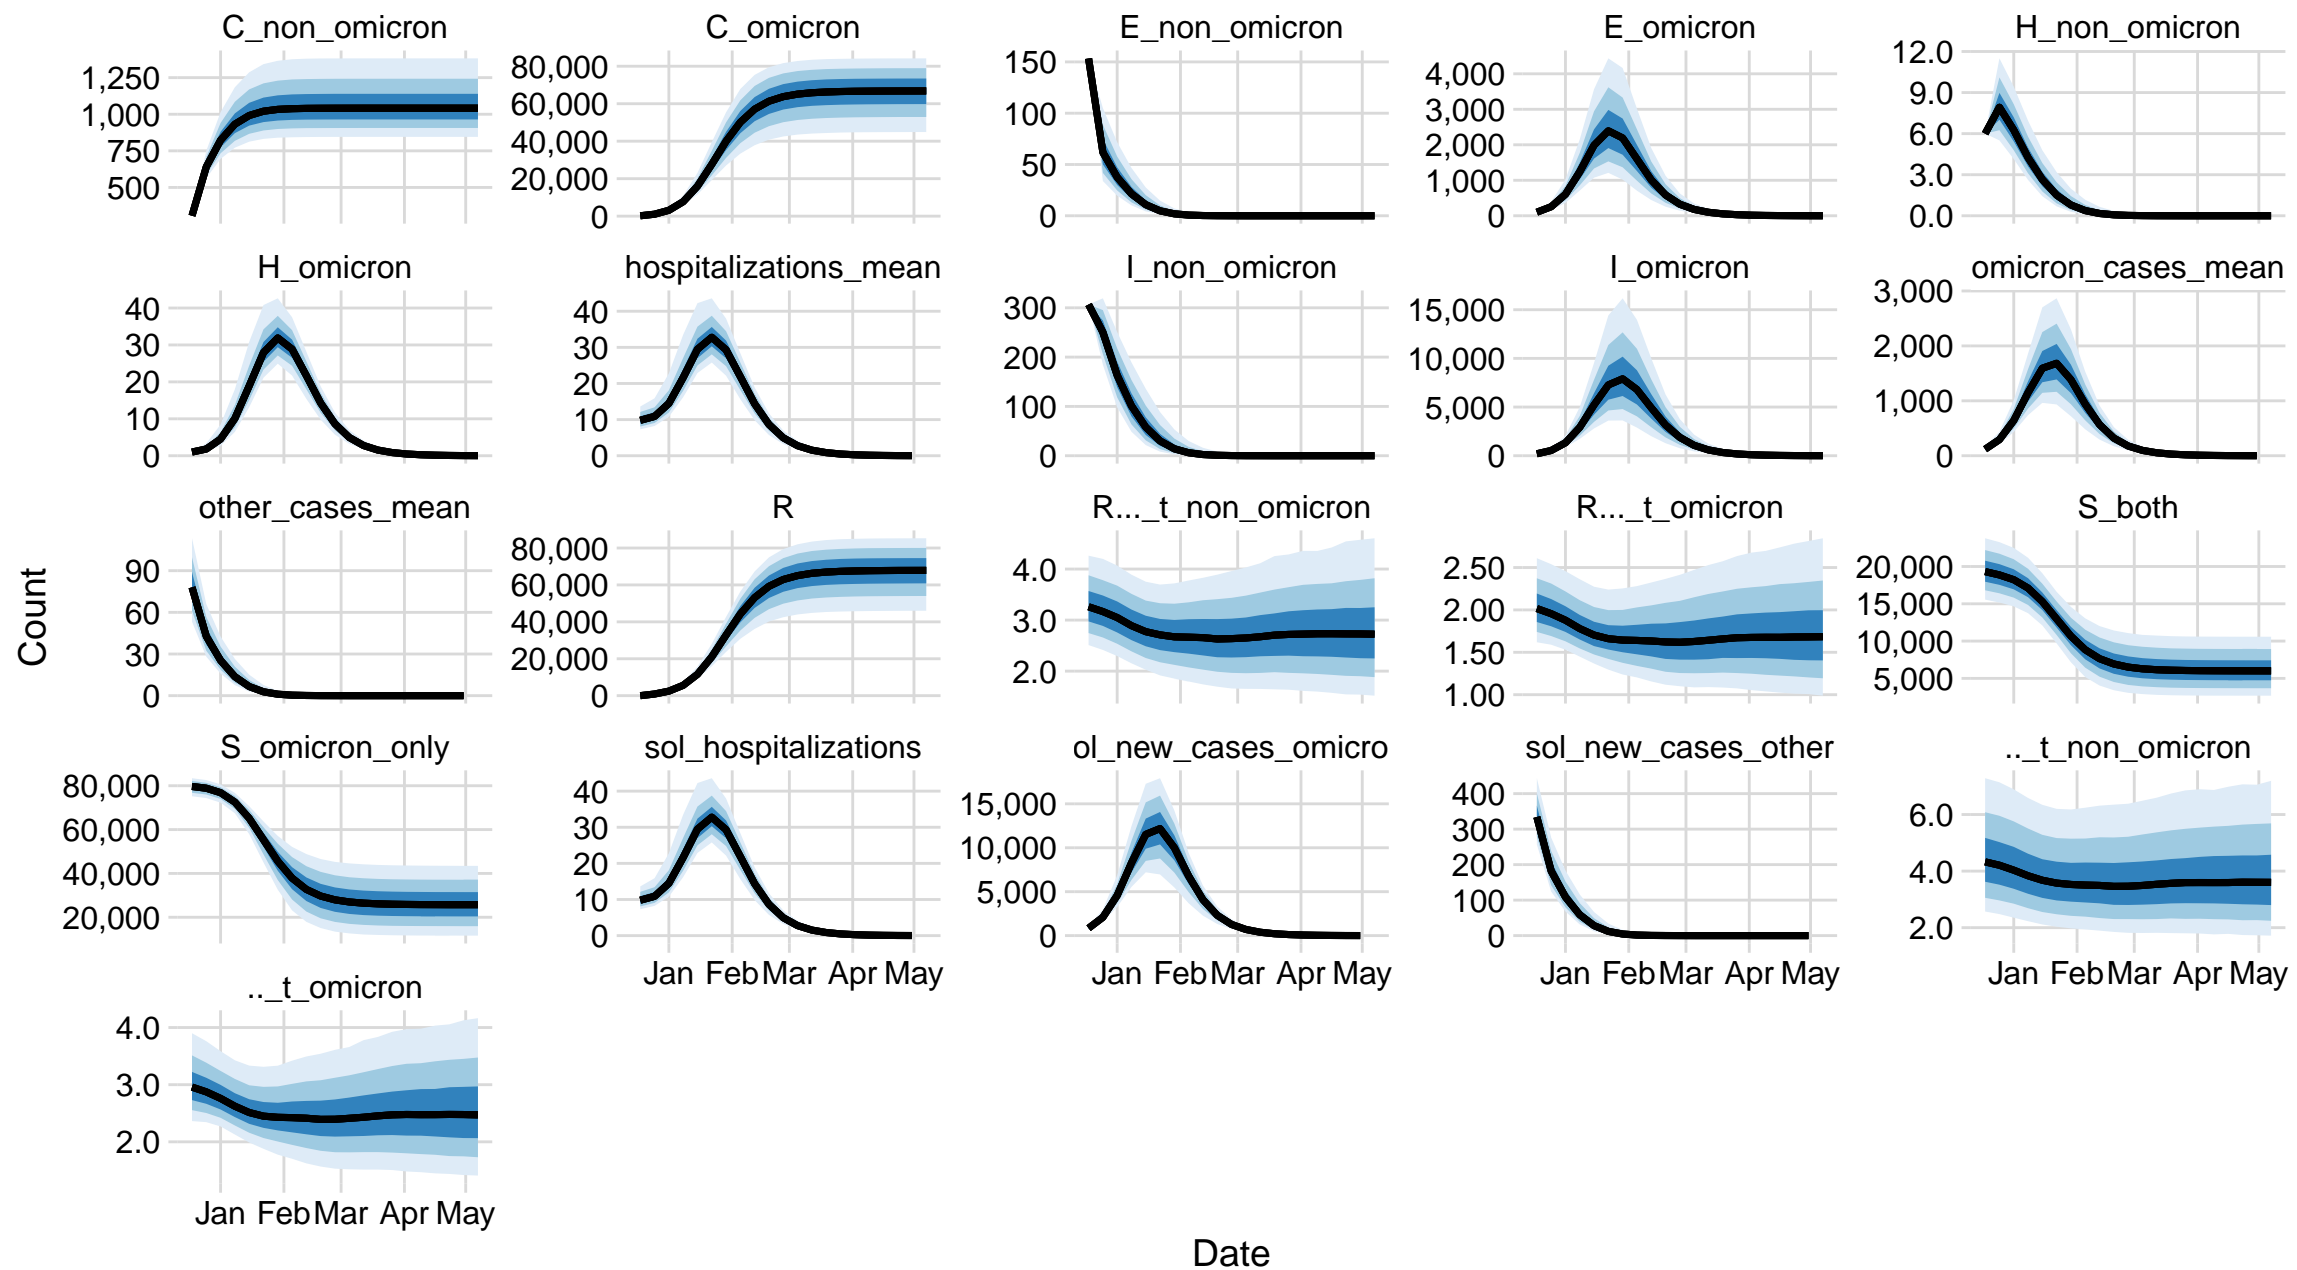 C_non_omicron C_omicron E_non_omicron E_omicron H_non_omicron
1,250 1,000 750 500
80,000 60,000 40,000 20,000 0
150 100 50 0
4,000 3,000 2,000 1,000 0
12.0 9.0 6.0 3.0 0.0
H_omicron hospitalizations_mean I_non_omicron I_omicron omicron_cases_mean
40 30 20 10 0
40 30 20 10 0
300 200 100 0
15,000 10,000 5,000 0
3,000 2,000 1,000 0
other_cases_mean R R..._t_non_omicron R..._t_omicron S_both
90 60 30 0
80,000 60,000 40,000 20,000 0
4.0 3.0 2.0
2.50 2.00 1.50 1.00
20,000 15,000 10,000 5,000
S_omicron_only sol_hospitalizations ol_new_cases_omicro sol_new_cases_other .._t_non_omicron
80,000 60,000 40,000 20,000
40 30 20 10 0
15,000 10,000 5,000 0
400 300 200 100 0
6.0 4.0 2.0
Jan Feb Mar Apr May
Jan Feb Mar Apr May
Jan Feb Mar Apr May
Jan Feb Mar Apr May
.._t_omicron
4.0 3.0 2.0
Jan Feb Mar Apr May
Count
Date